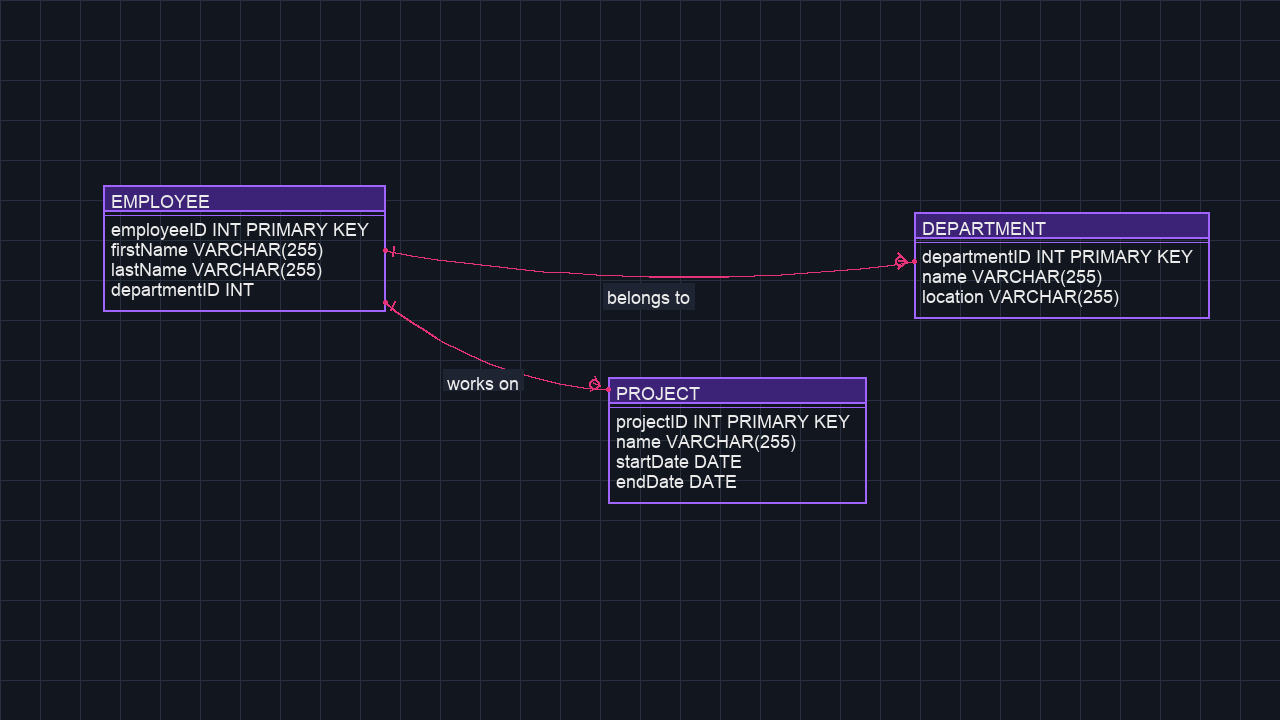 EMPLOYEE
employeeID INT PRIMARY KEY
firstName VARCHAR(255)
lastName VARCHAR(255)
departmentID INT
belongs to
DEPARTMENT
departmentID INT PRIMARY KEY
name VARCHAR(255)
location VARCHAR(255)
works on
PROJECT
projectID INT PRIMARY KEY
name VARCHAR(255)
startDate DATE
endDate DATE